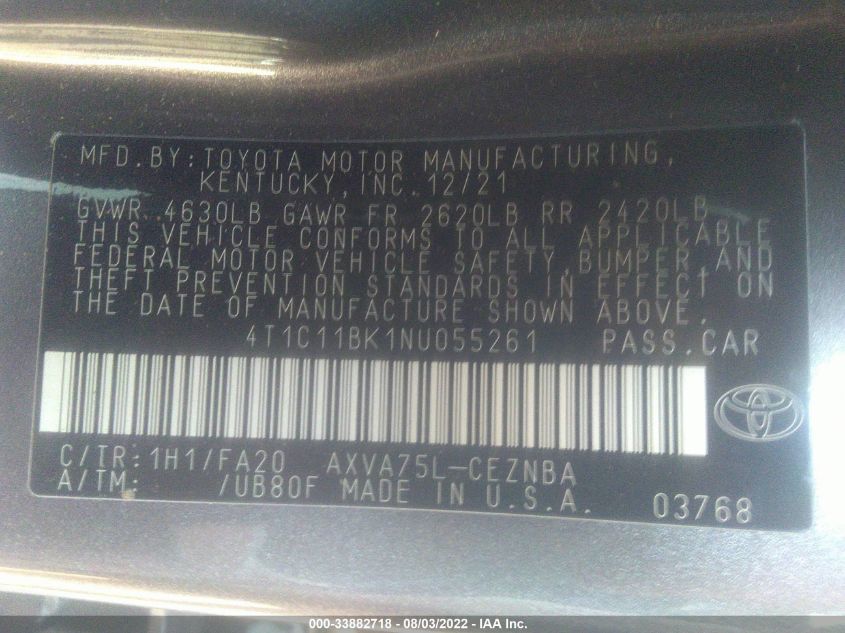 MFD.BY:TOYOTA MOTOR MANUFACTURING,
KENTUCKY, INC. 12/21
GVWR 4630LB GAWR FR 2620LB RR 2420LB
THIS VEHICLE CONFORMS TO ALL APPLICABLE
FEDERAL MOTOR VEHICLE SAFETY,BUMPER,AND
THEFT PREVENTION STANDARDS IN EFFECT ON
THE DATE OF MANUFACTURE SHOWN ABOVE.
4T1C11BK1NU055261 PASS.CAR
C/TR:1H1/FA20 AXVA75L-CEZNBA
A/TM: /UB80F MADE IN U.S.A. 03768
000-33882718 - 08/03/2022 - IAA Inc.